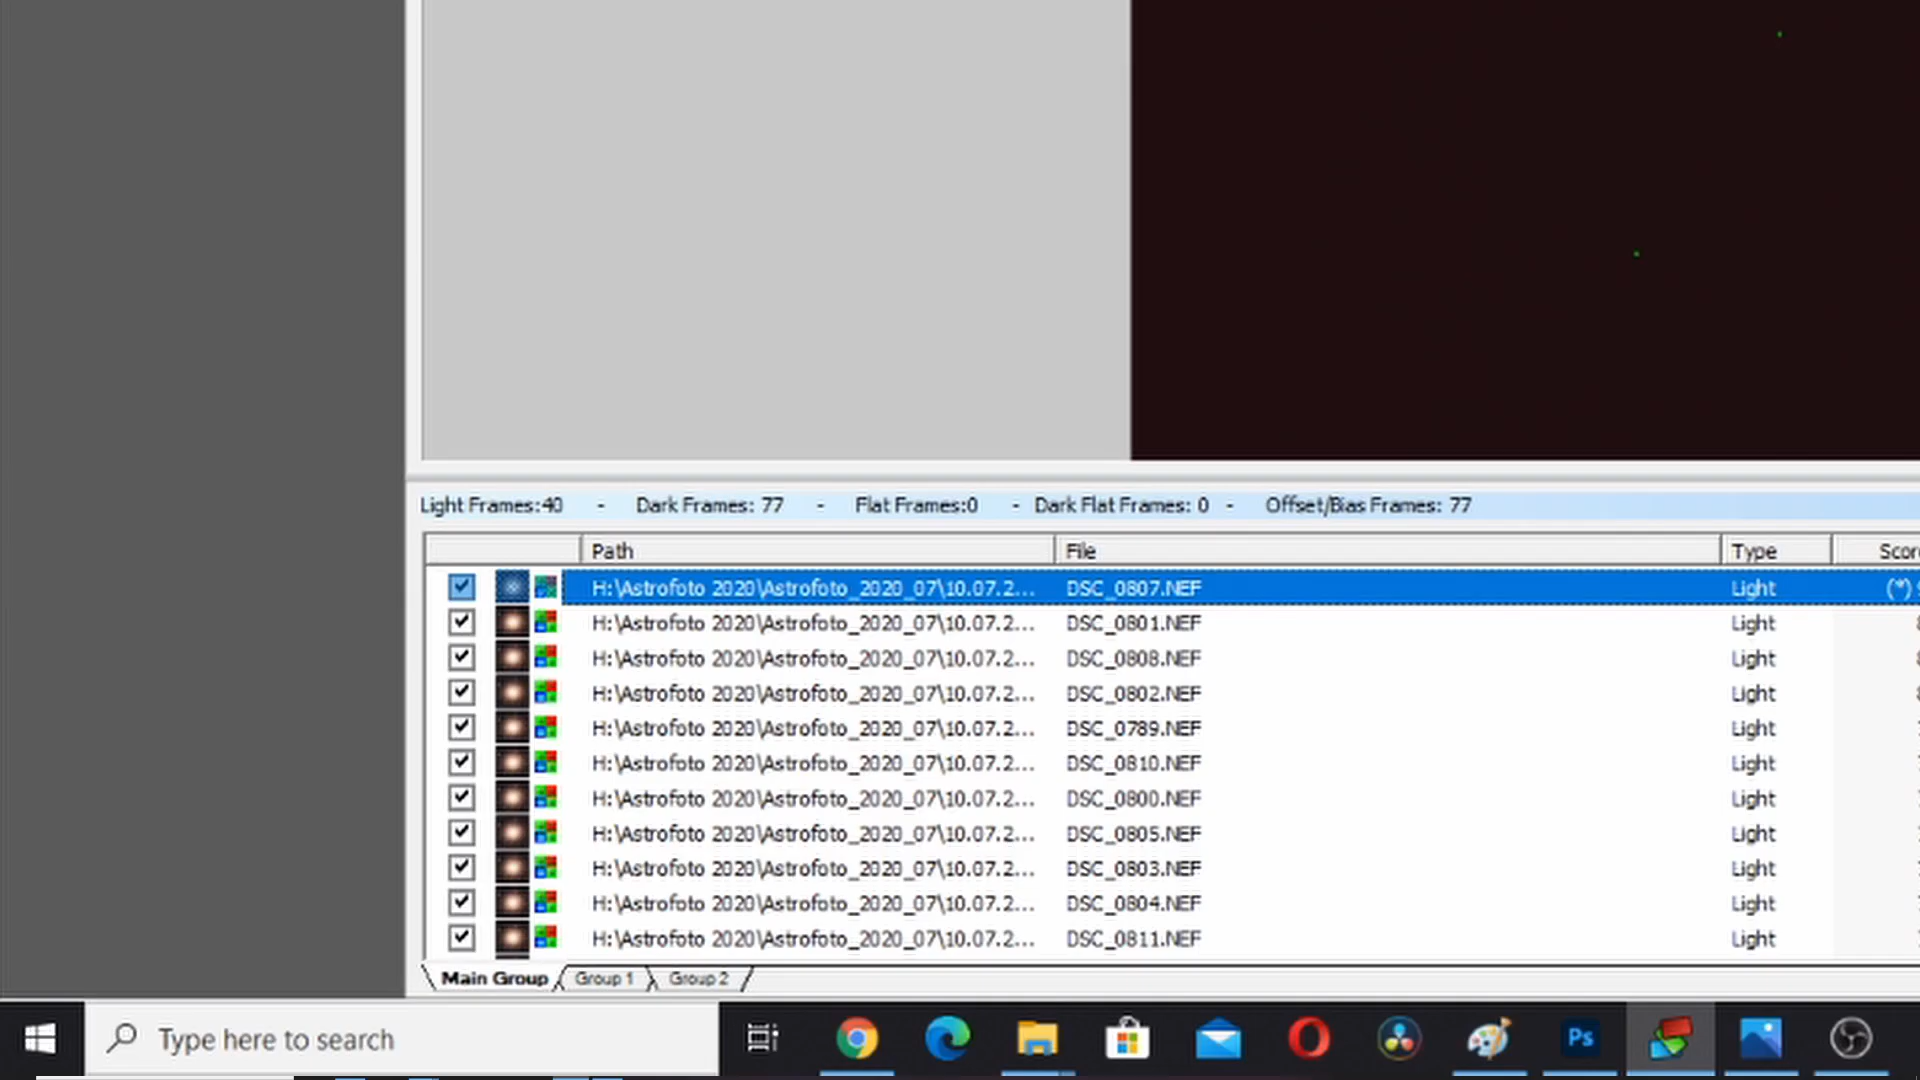 Light Frames:40 - Dark Frames: 77 - Flat Frames:0 - Dark Flat Frames: 0 - Offset/Bias Frames: 77
Path File Type
H:\Astrofoto 2020\Astrofoto_2020_07\10.07.2... DSC_0807.NEF Light (*)
H:\Astrofoto 2020\Astrofoto_2020_07\10.07.2... DSC_0801.NEF Light
H:\Astrofoto 2020\Astrofoto_2020_07\10.07.2... DSC_0808.NEF Light
H:\Astrofoto 2020\Astrofoto_2020_07\10.07.2... DSC_0802.NEF Light
H:\Astrofoto 2020\Astrofoto_2020_07\10.07.2... DSC_0789.NEF Light
H:\Astrofoto 2020\Astrofoto_2020_07\10.07.2... DSC_0810.NEF Light
H:\Astrofoto 2020\Astrofoto_2020_07\10.07.2... DSC_0800.NEF Light
H:\Astrofoto 2020\Astrofoto_2020_07\10.07.2... DSC_0805.NEF Light
H:\Astrofoto 2020\Astrofoto_2020_07\10.07.2... DSC_0803.NEF Light
H:\Astrofoto 2020\Astrofoto_2020_07\10.07.2... DSC_0804.NEF Light
H:\Astrofoto 2020\Astrofoto_2020_07\10.07.2... DSC_0811.NEF Light
Main Group Group 1 Group 2
Type here to search Ps